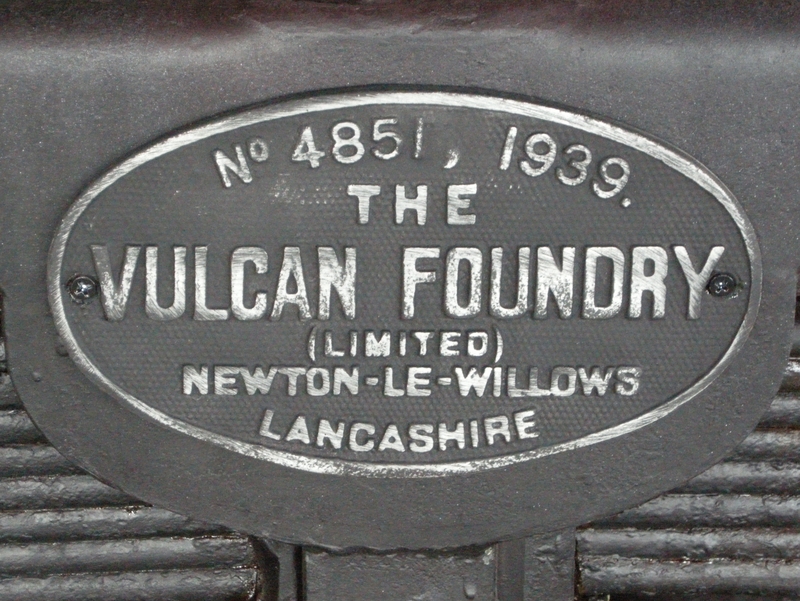 No 4851, 1939.
THE
VULCAN FOUNDRY
(LIMITED)
NEWTON-LE-WILLOWS
LANCASHIRE